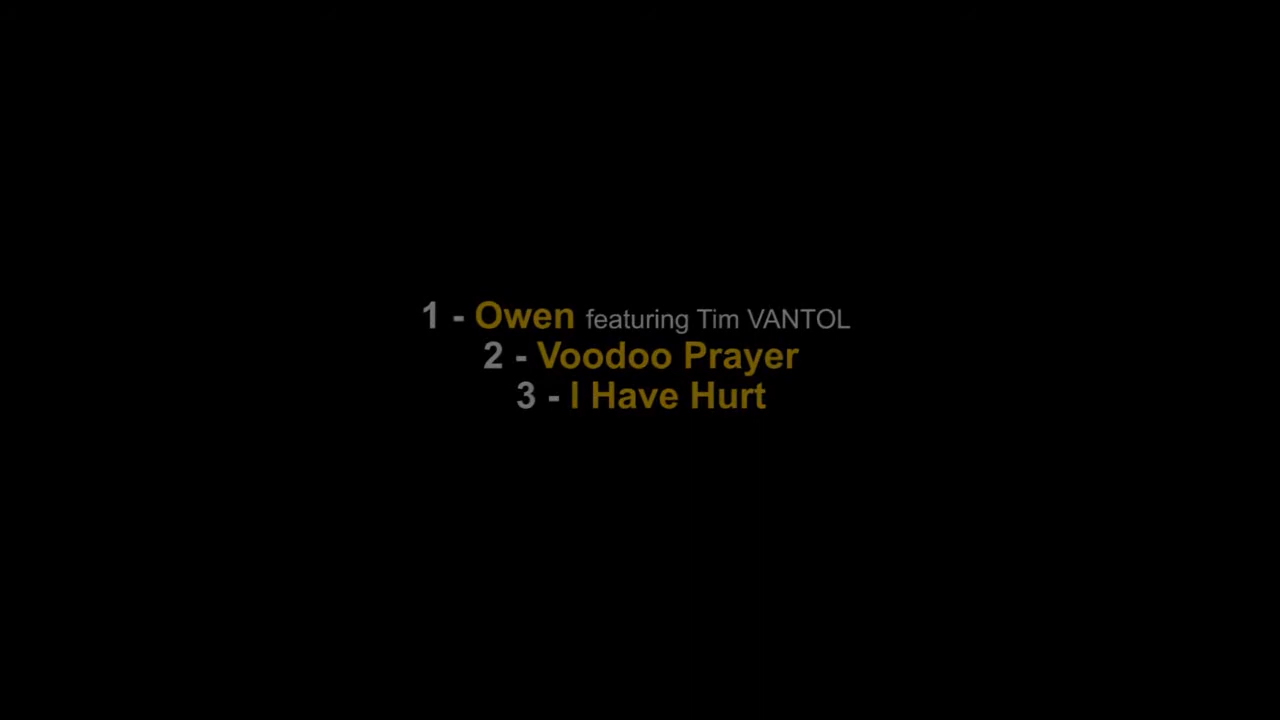 1 - Owen featuring Tim VANTOL
2 - Voodoo Prayer
3 - I Have Hurt